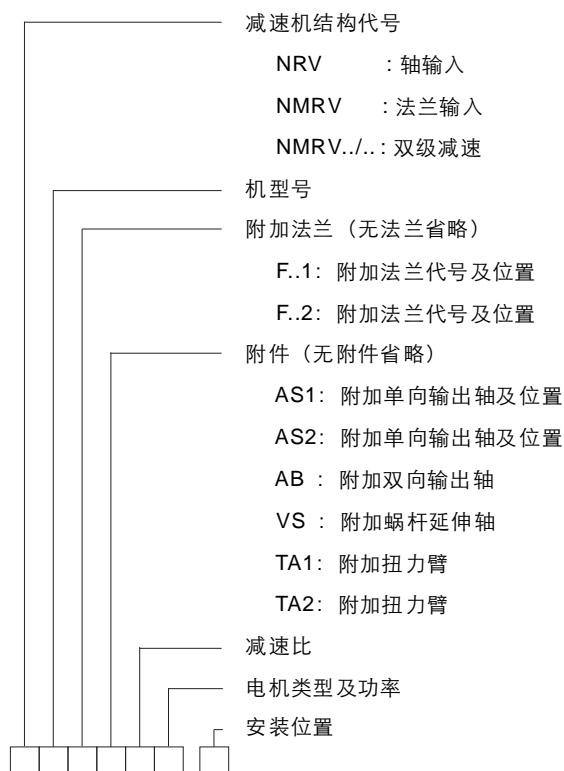 减速机结构代号
NRV : 轴输入
NMRV : 法兰输入
NMRV../.. : 双级减速
机型号
附加法兰（无法兰省略）
F..1: 附加法兰代号及位置
F..2: 附加法兰代号及位置
附件（无附件省略）
AS1: 附加单向输出轴及位置
AS2: 附加单向输出轴及位置
AB : 附加双向输出轴
VS : 附加蜗杆延伸轴
TA1: 附加扭力臂
TA2: 附加扭力臂
减速比
电机类型及功率
安装位置